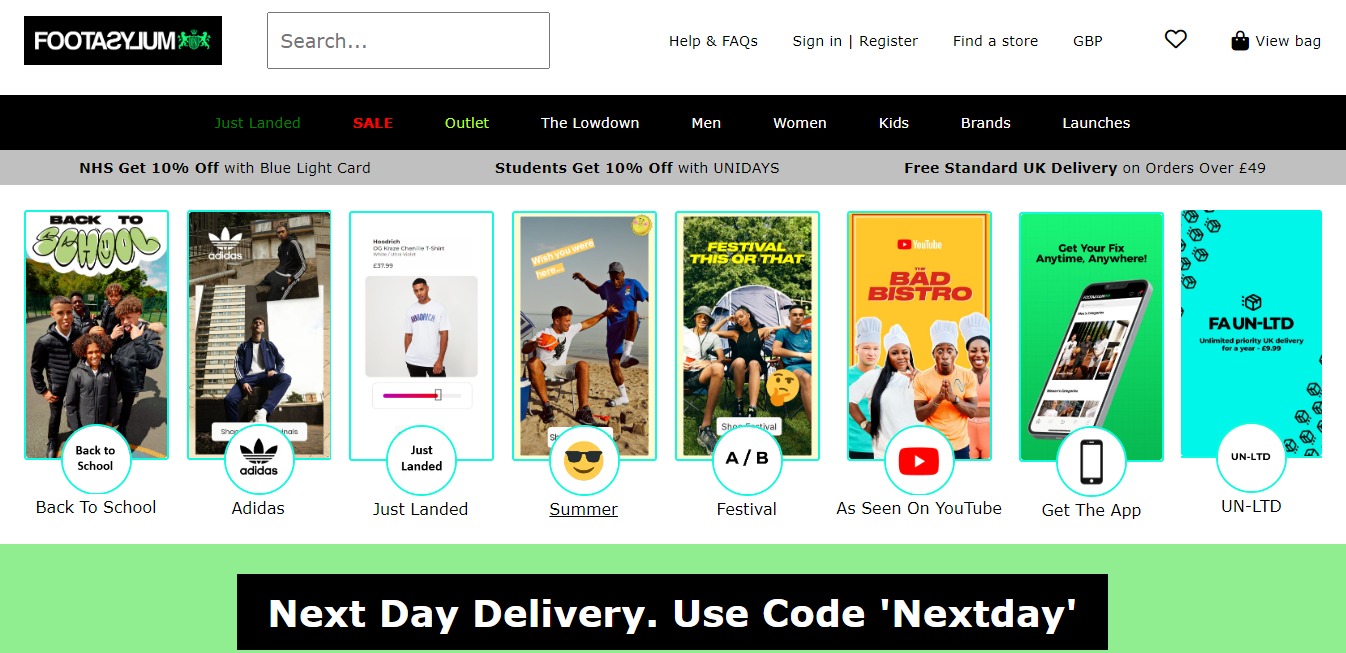 FOOTASYLUM
Search...
Help & FAQs
Sign in | Register
Find a store
GBP
View bag
Just Landed
SALE
Outlet
The Lowdown
Men
Women
Kids
Brands
Launches
NHS Get 10% Off with Blue Light Card
Students Get 10% Off with UNIDAYS
Free Standard UK Delivery on Orders Over £49
BACK TO
SCHOOL
Back to
School
Back To School
adidas
adidas
Adidas
Hoodrich
OG Kraze Chenille T-Shirt
White / Ultra Violet
£37.99
HOODRICH
Just
Landed
Just Landed
Wish you were
here...
Summer
FESTIVAL
THIS OR THAT
Shop Festival
A / B
Festival
YouTube
THE
BAD
BISTRO
As Seen On YouTube
Get Your Fix
Anytime, Anywhere!
FOOTASYLUM
Get The App
FAUN-LTD
Unlimited priority UK delivery
for a year - £9.99
UN-LTD
UN-LTD
Next Day Delivery. Use Code 'Nextday'